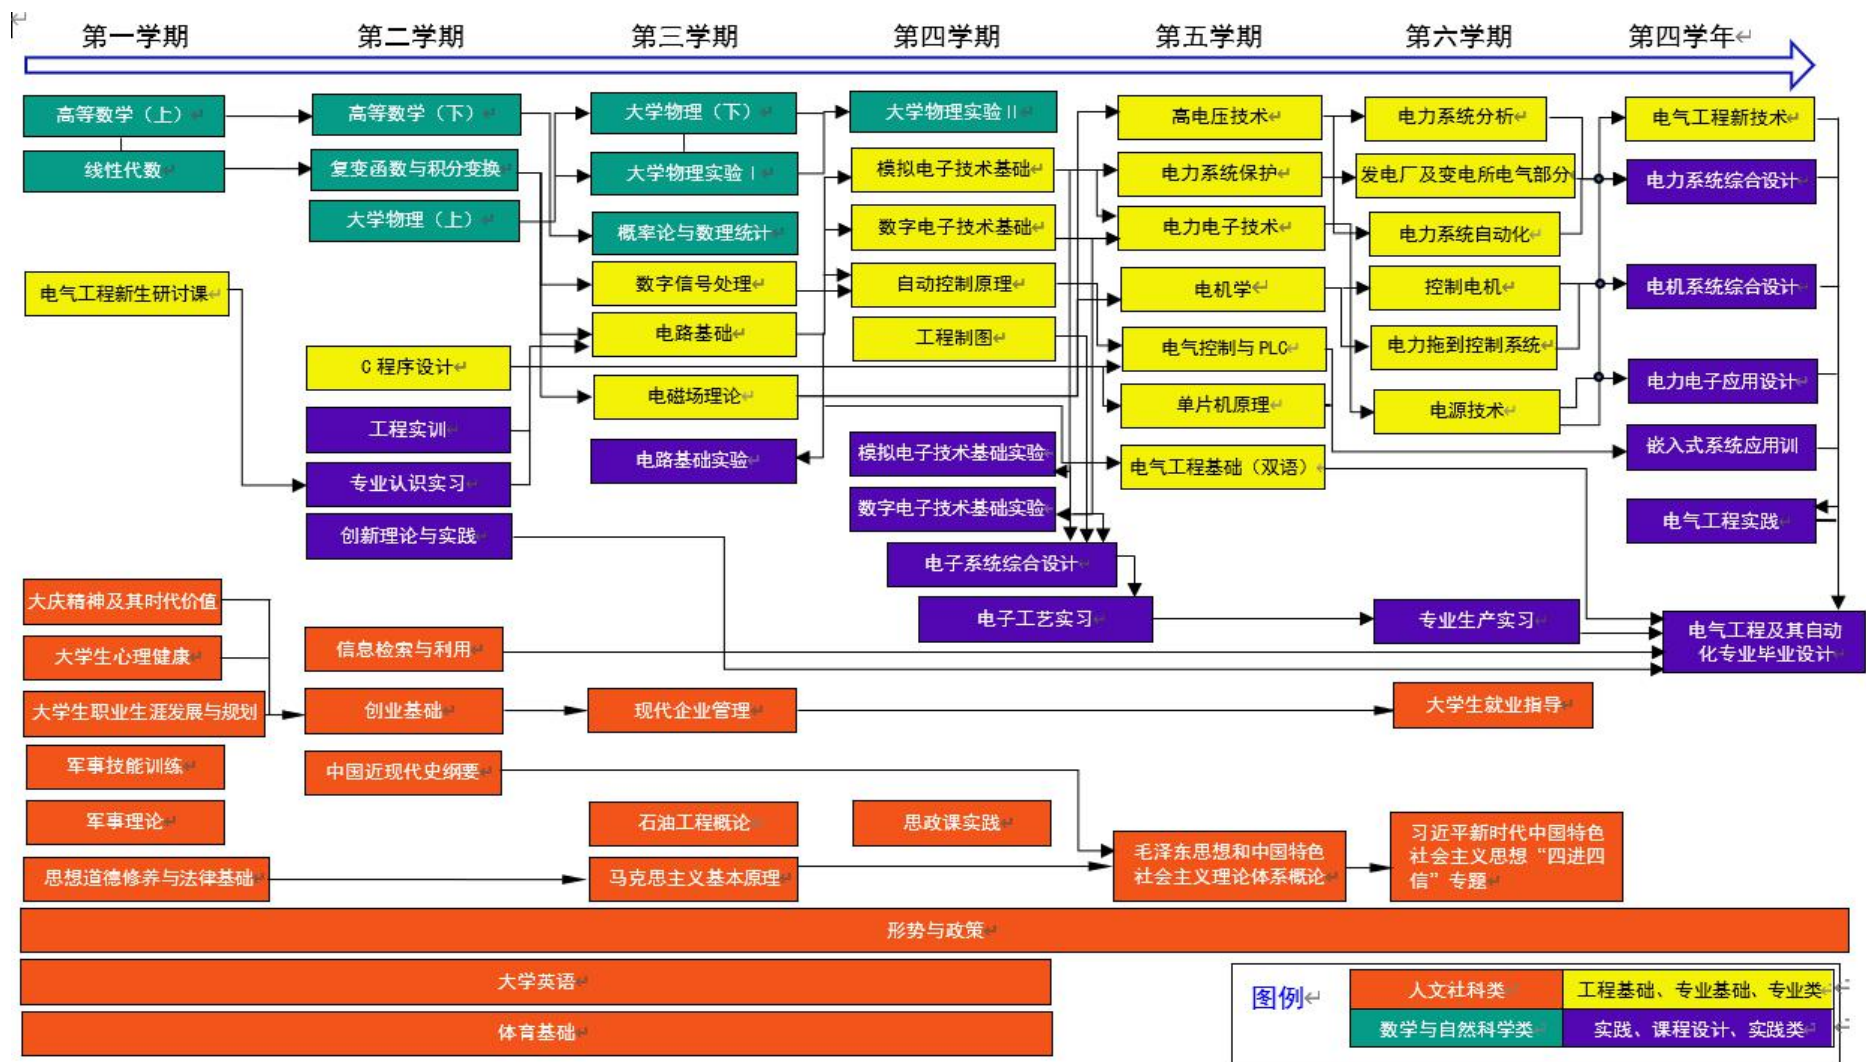 第一学期 第二学期 第三学期 第四学期 第五学期 第六学期 第四学年
高等数学（上） 高等数学（下） 大学物理（下） 大学物理实验Ⅱ 高电压技术 电力系统分析 电气工程新技术
线性代数 复变函数与积分变换 大学物理实验Ⅰ 模拟电子技术基础 电力系统保护 发电厂及变电所电气部分 电力系统综合设计
大学物理（上） 概率论与数理统计 数字电子技术基础 电力电子技术 电力系统自动化
电气工程新生研讨课 数字信号处理 自动控制原理 电机学 控制电机 电机系统综合设计
电路基础 工程制图 电气控制与 PLC 电力拖到控制系统
C 程序设计 电磁场理论 单片机原理 电源技术 电力电子应用设计
工程实训 电路基础实验 模拟电子技术基础实验 电气工程基础（双语） 嵌入式系统应用训
专业认识实习 数字电子技术基础实验 电气工程实践
创新理论与实践 电子系统综合设计
大庆精神及其时代价值 电子工艺实习 专业生产实习 电气工程及其自动
化专业毕业设计
大学生心理健康 信息检索与利用
大学生职业生涯发展与规划 创业基础 现代企业管理 大学生就业指导
军事技能训练 中国近现代史纲要
军事理论 石油工程概论 思政课实践
思想道德修养与法律基础 马克思主义基本原理
毛泽东思想和中国特色
社会主义理论体系概论
习近平新时代中国特色
社会主义思想“四进四
信”专题
形势与政策
大学英语
体育基础
图例
人文社科类 工程基础、专业基础、专业类
数学与自然科学类 实践、课程设计、实践类